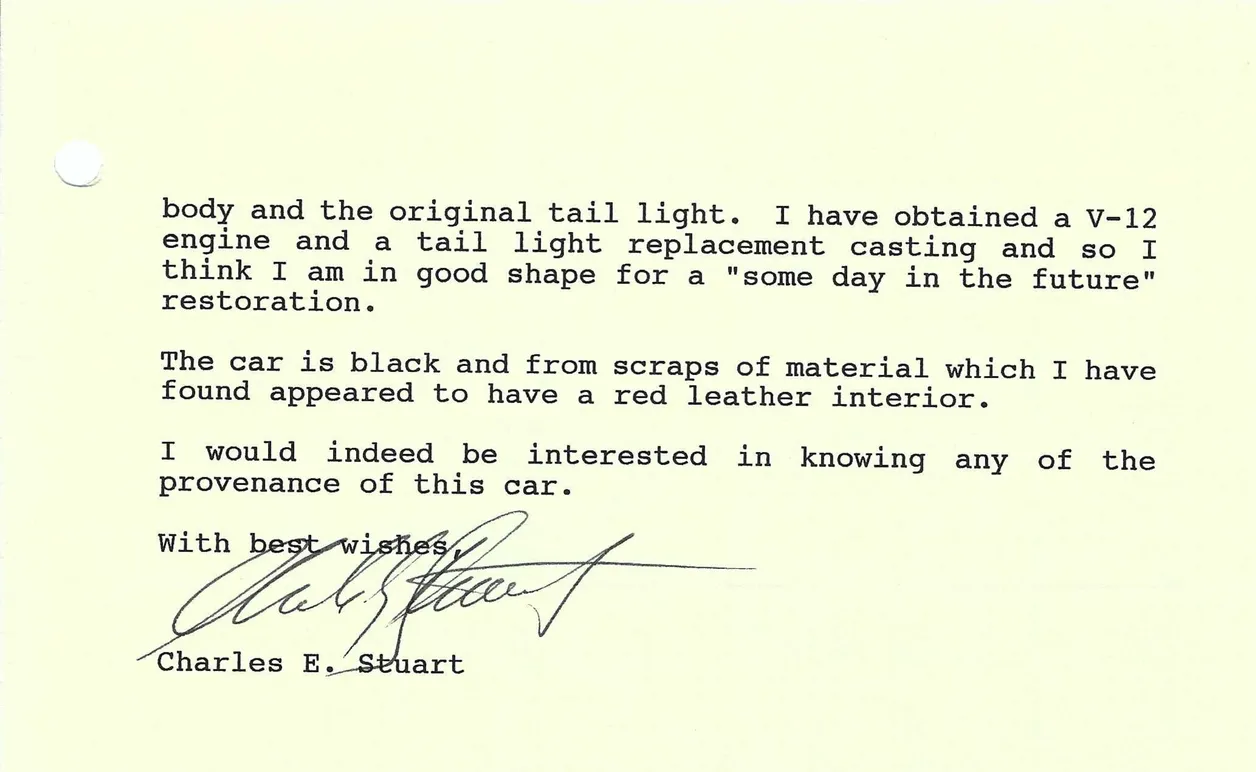 body and the original tail light. I have obtained a V-12
engine and a tail light replacement casting and so I
think I am in good shape for a "some day in the future"
restoration.
The car is black and from scraps of material which I have
found appeared to have a red leather interior.
I would indeed be interested in knowing any of the
provenance of this car.
With best wishes,
Charles E. Stuart
Charles E. Stuart